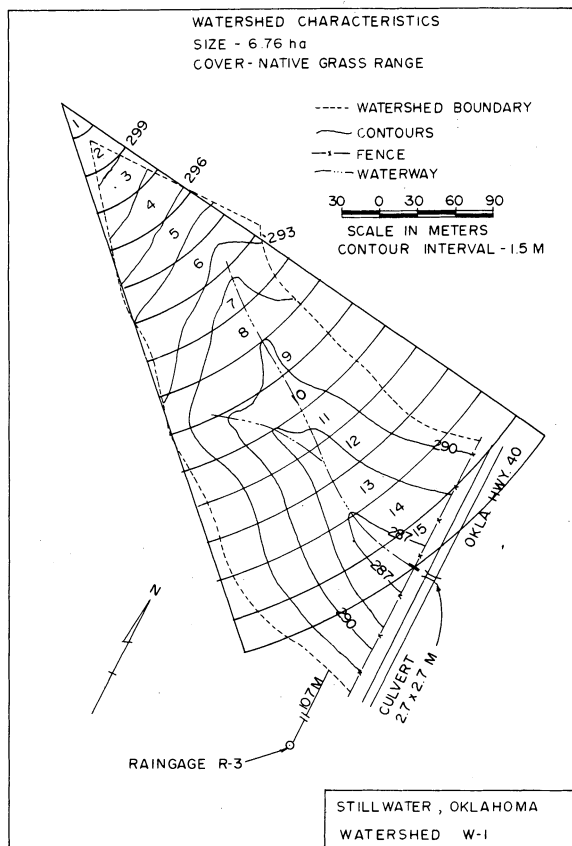 WATERSHED CHARACTERISTICS
SIZE - 6.76 ha
COVER - NATIVE GRASS RANGE
WATERSHED BOUNDARY
CONTOURS
FENCE
WATERWAY
30 0 30 60 90
SCALE IN METERS
CONTOUR INTERVAL - 1.5 M
1
2
299
3
296
4
5
293
6
7
8
9
10
11
12
290
13
14
OKLA HWY. 40
287
15
287
290
N
CULVERT
2.7 x 2.7 M
107M
RAINGAGE R-3
STILLWATER, OKLAHOMA
WATERSHED W-1